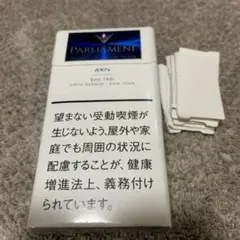 PARLIAMENT
100's
望まない受動喫煙が
生じないよう、屋外や家
庭でも周囲の状況に
配慮することが、健康
増進法上、義務付け
られています。